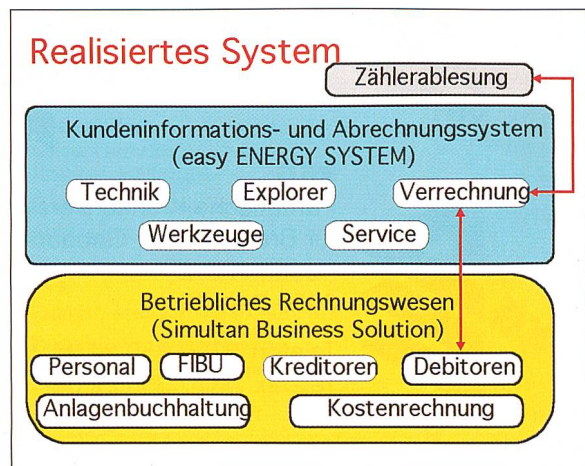 Realisiertes System
Zählerablesung
Kundeninformations- und Abrechnungssystem
(easy ENERGY SYSTEM)
Technik Explorer Verrechnung
Werkzeuge Service
Betriebliches Rechnungswesen
(Simultan Business Solution)
Personal FIBU Kreditoren Debitoren
Anlagenbuchhaltung Kostenrechnung